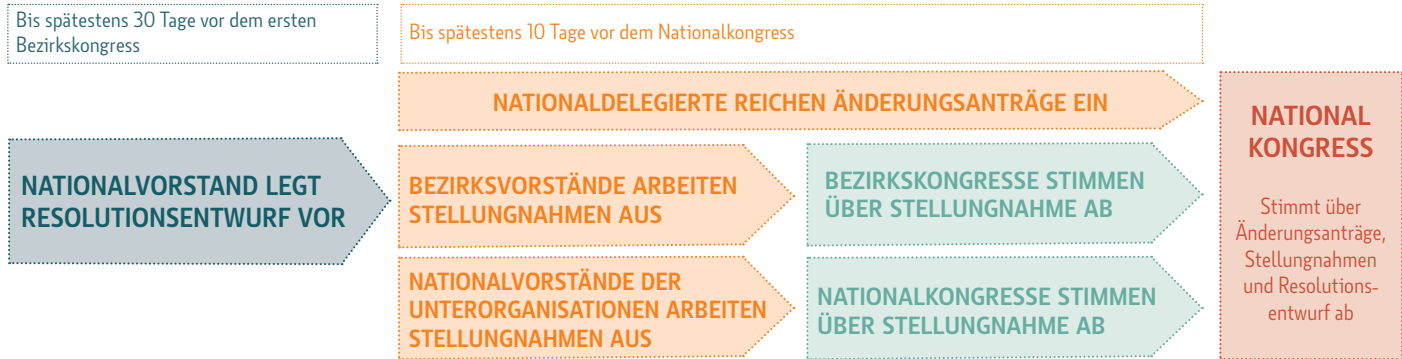 Bis spätestens 30 Tage vor dem ersten
Bezirkskongress
Bis spätestens 10 Tage vor dem Nationalkongress
NATIONALVORSTAND LEGT
RESOLUTIONSENTWURF VOR
NATIONALDELEGIERTE REICHEN ÄNDERUNGSANTRÄGE EIN
BEZIRKSVORSTÄNDE ARBEITEN
STELLUNGNAHMEN AUS
BEZIRKSKONGRESSE STIMMEN
ÜBER STELLUNGNAHME AB
NATIONALVORSTÄNDE DER
UNTERORGANISATIONEN ARBEITEN
STELLUNGNAHMEN AUS
NATIONALKONGRESSE STIMMEN
ÜBER STELLUNGNAHME AB
NATIONAL
KONGRESS
Stimmt über
Änderungsanträge,
Stellungnahmen
und Resolutions-
entwurf ab